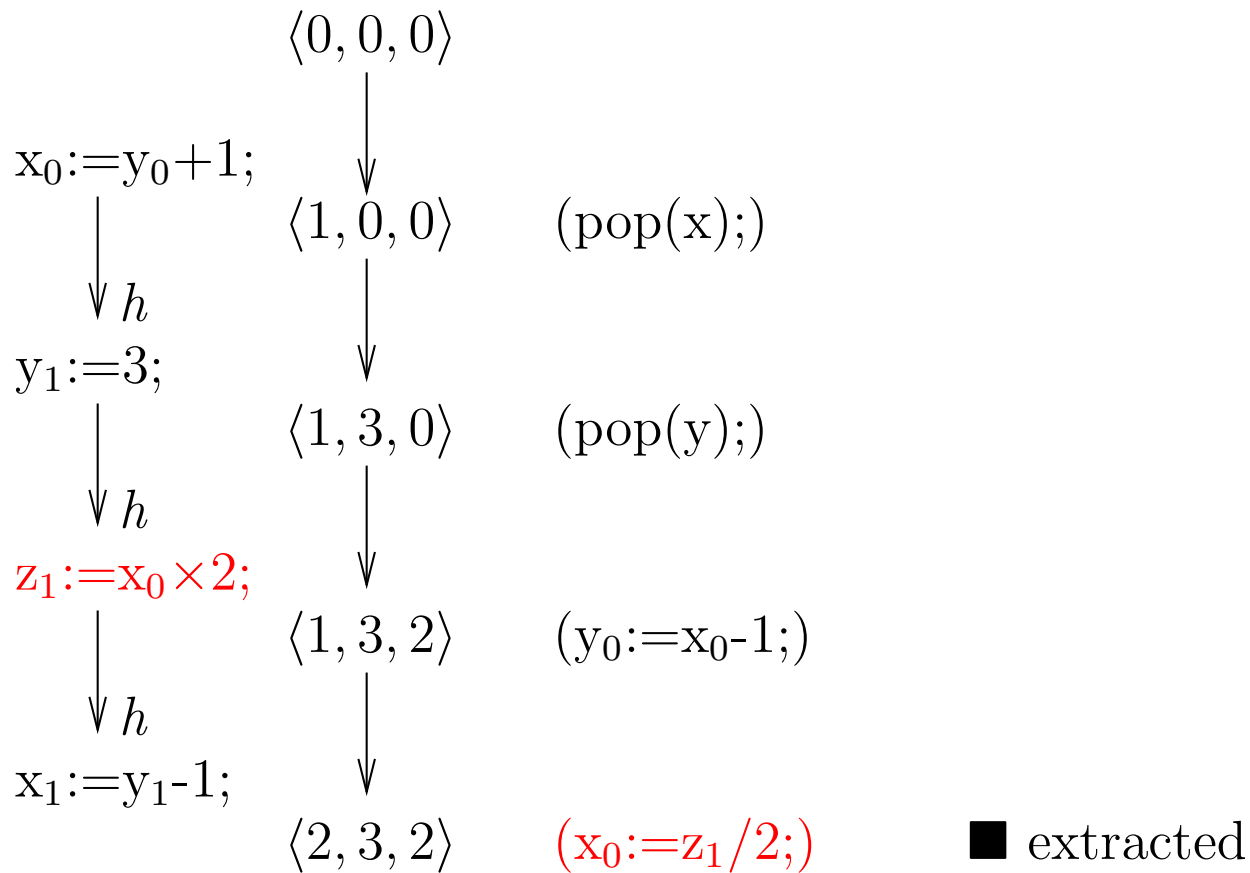 ⟨0, 0, 0⟩
x₀:=y₀+1;
⟨1, 0, 0⟩ (pop(x);)
h
y₁:=3;
⟨1, 3, 0⟩ (pop(y);)
h
z₁:=x₀×2;
⟨1, 3, 2⟩ (y₀:=x₀-1;)
h
x₁:=y₁-1;
⟨2, 3, 2⟩ (x₀:=z₁/2;) ■ extracted